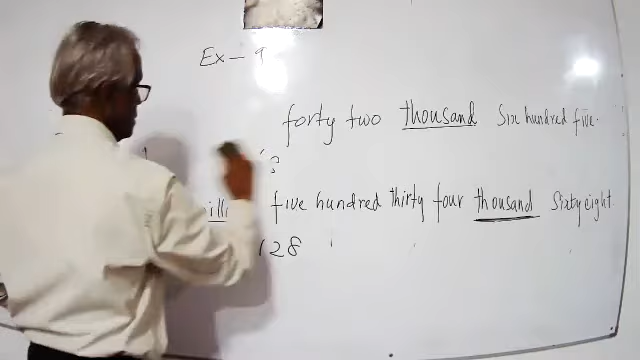 Ex - 9
forty two thousand Six hundred five.
five hundred thirty four thousand Sixty eight
128